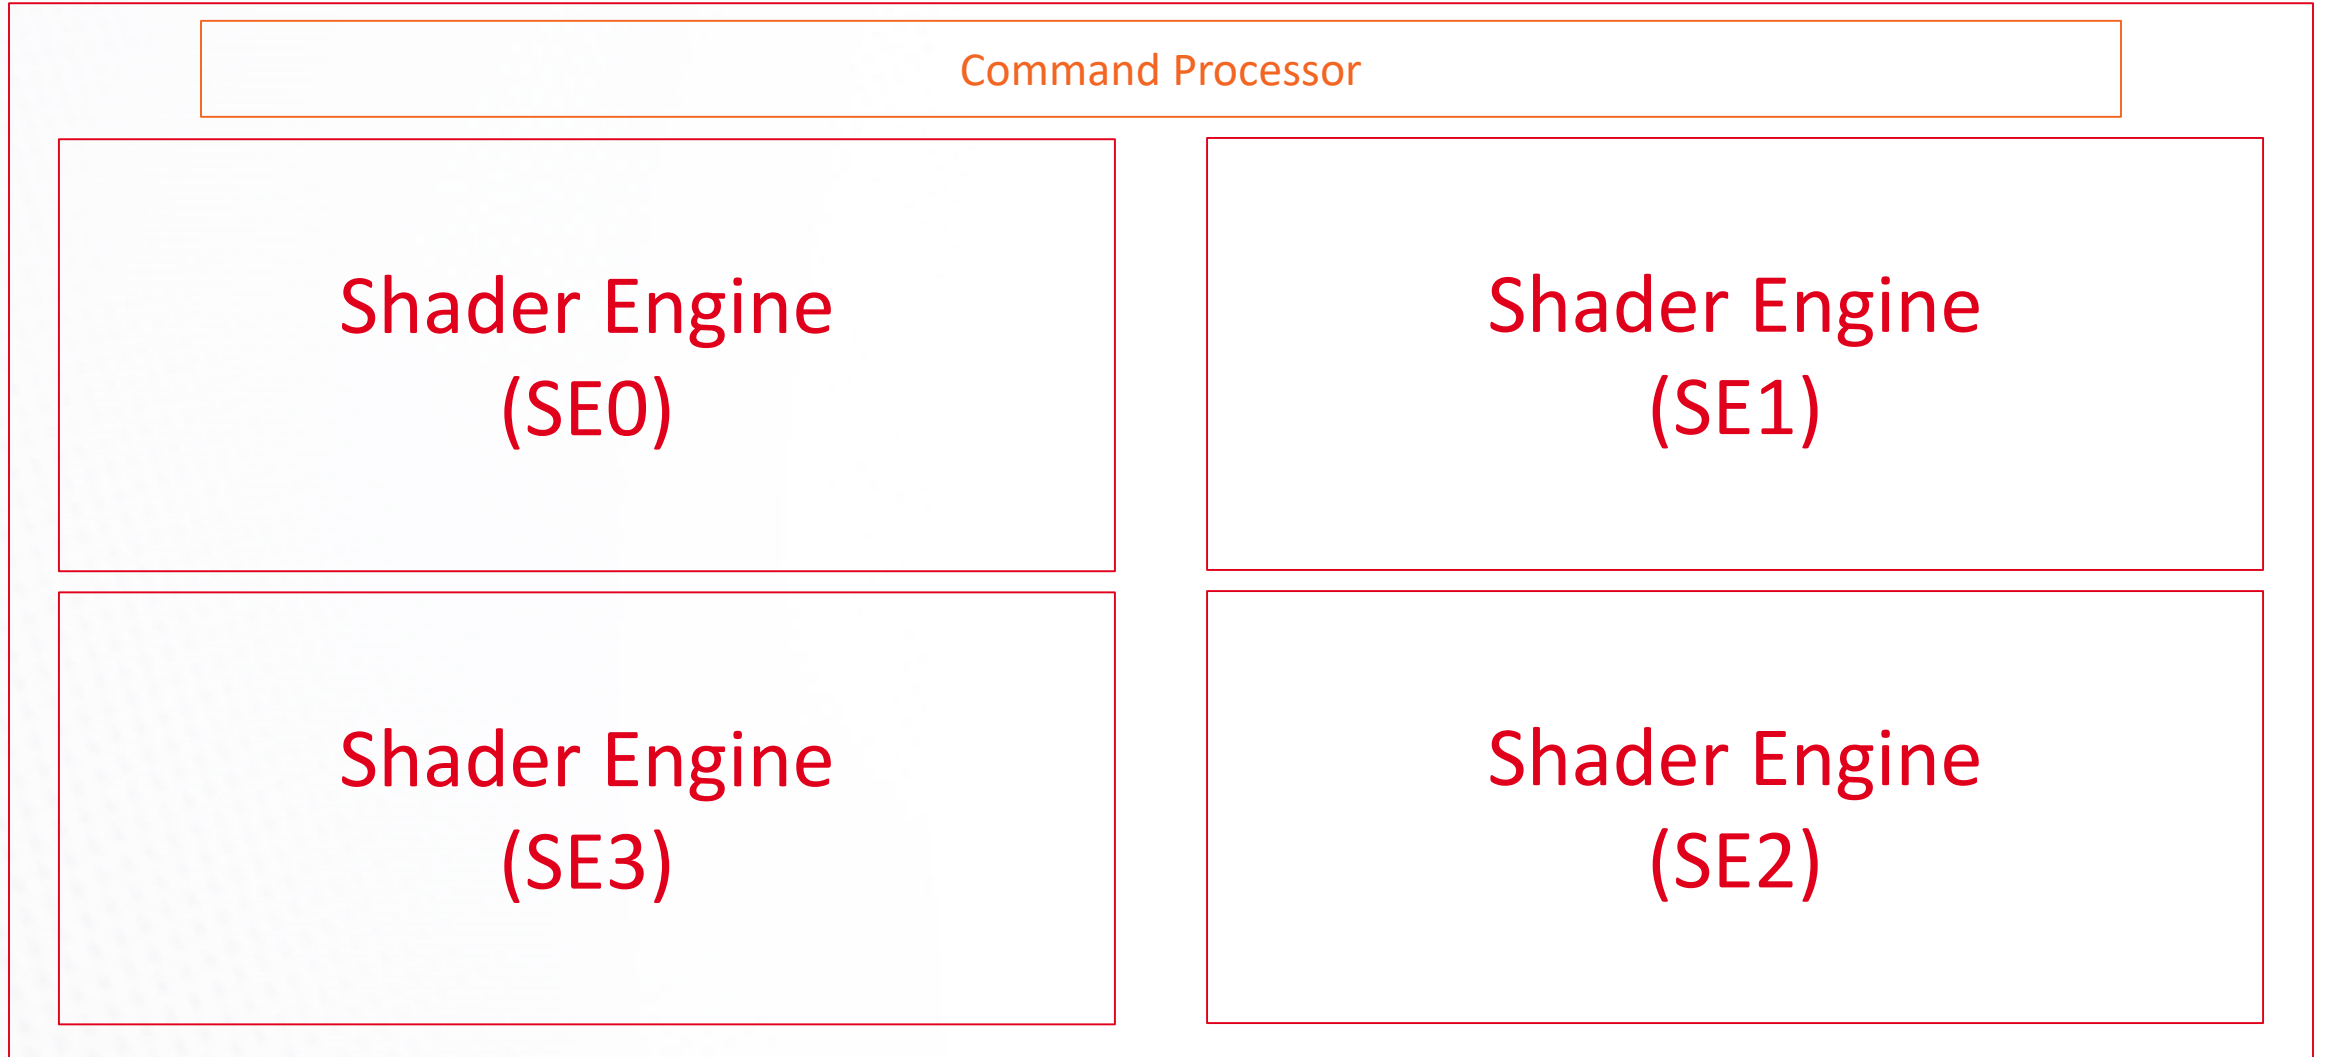 Command Processor
Shader Engine
(SE0)
Shader Engine
(SE1)
Shader Engine
(SE3)
Shader Engine
(SE2)